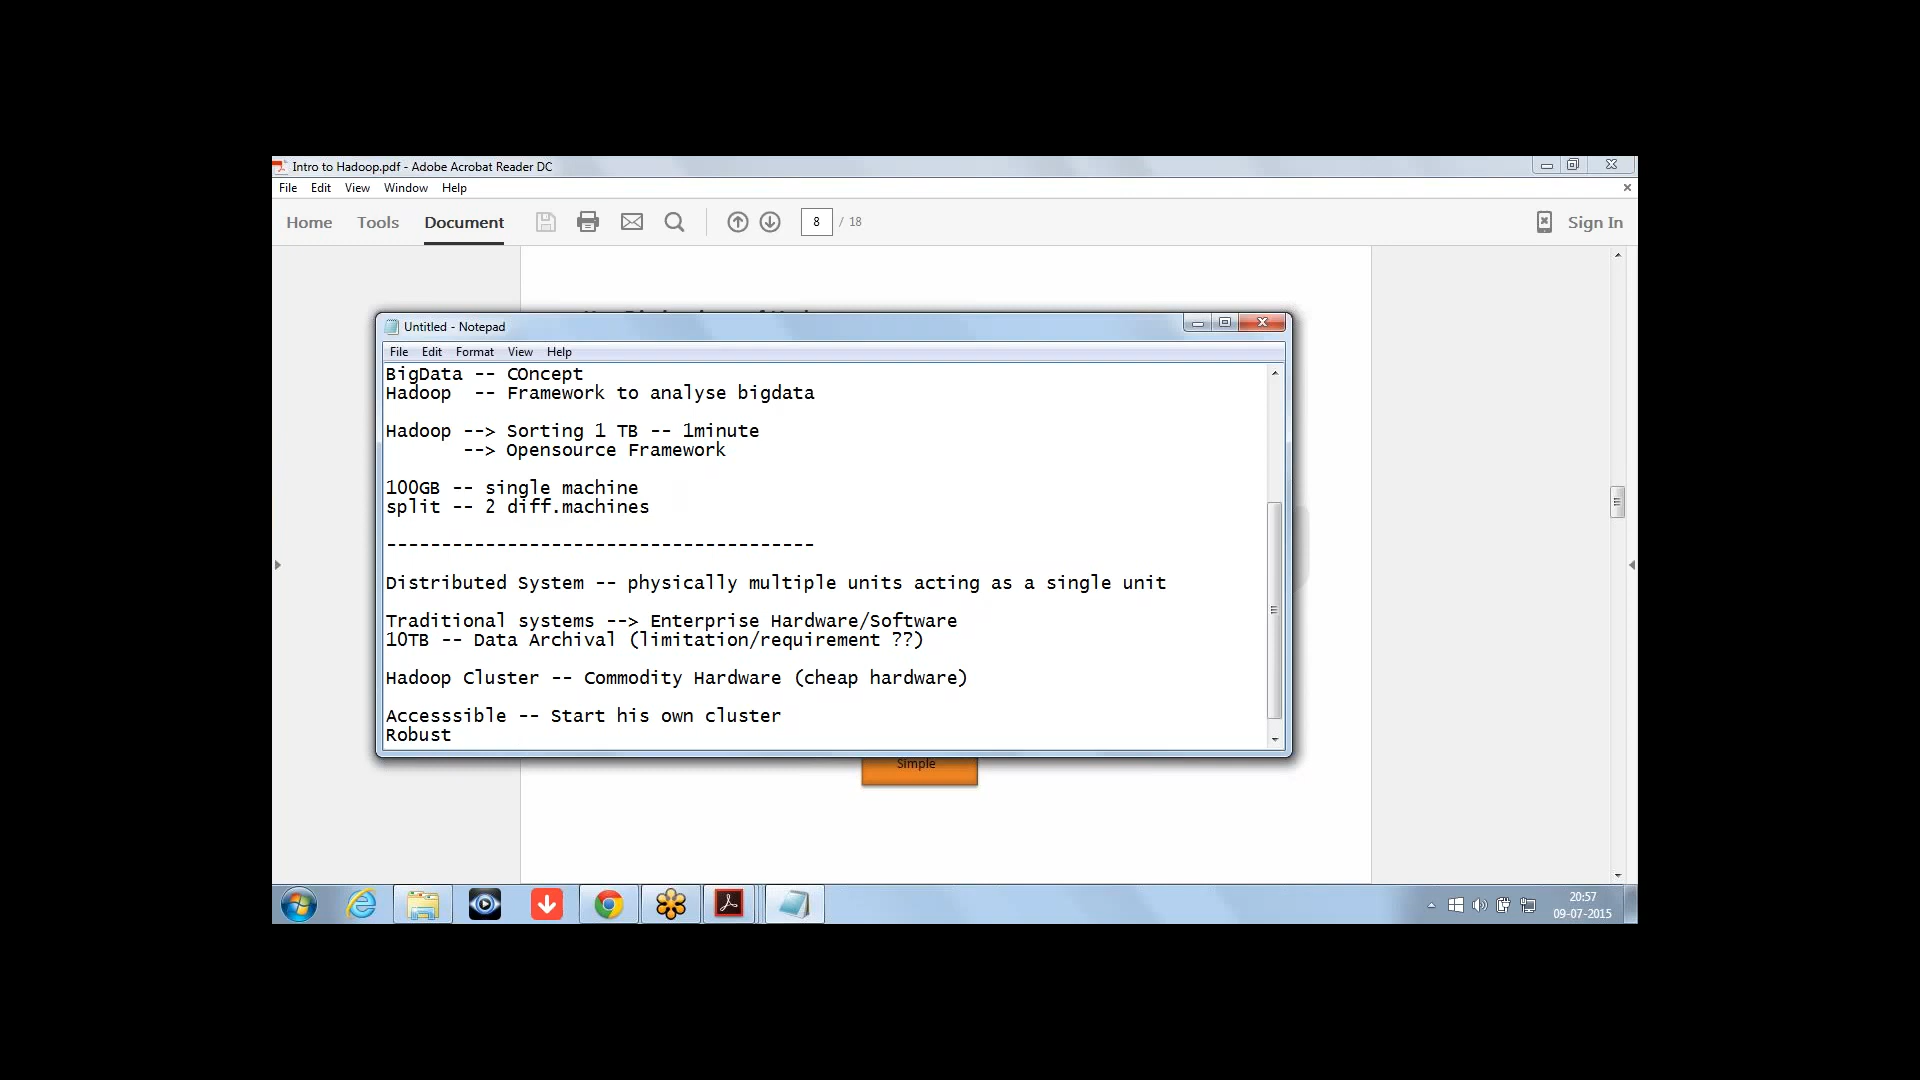 Intro to Hadoop.pdf - Adobe Acrobat Reader DC
File Edit View Window Help
Home Tools Document 8 / 18 Sign In
Untitled - Notepad
File Edit Format View Help
BigData -- COncept
Hadoop  -- Framework to analyse bigdata
Hadoop --> Sorting 1 TB -- 1minute
--> Opensource Framework
100GB -- single machine
split -- 2 diff.machines
---------------------------------------
Distributed System -- physically multiple units acting as a single unit
Traditional systems --> Enterprise Hardware/Software
10TB -- Data Archival (limitation/requirement ??)
Hadoop Cluster -- Commodity Hardware (cheap hardware)
Accesssible -- Start his own cluster
Robust
Simple
20:57
09-07-2015